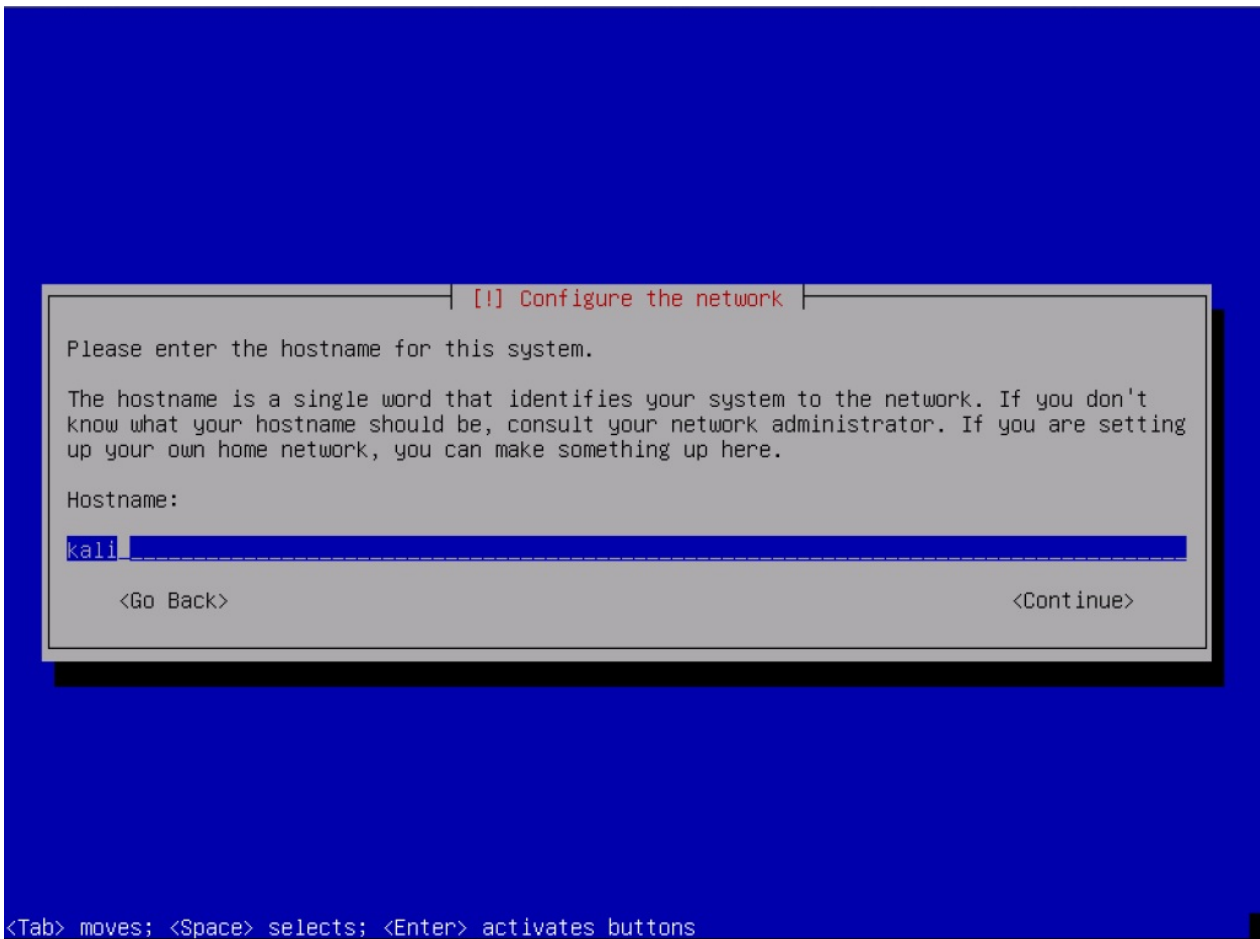 [!] Configure the network
Please enter the hostname for this system.
The hostname is a single word that identifies your system to the network. If you don't
know what your hostname should be, consult your network administrator. If you are setting
up your own home network, you can make something up here.
Hostname:
kali
<Go Back> <Continue>
<Tab> moves; <Space> selects; <Enter> activates buttons